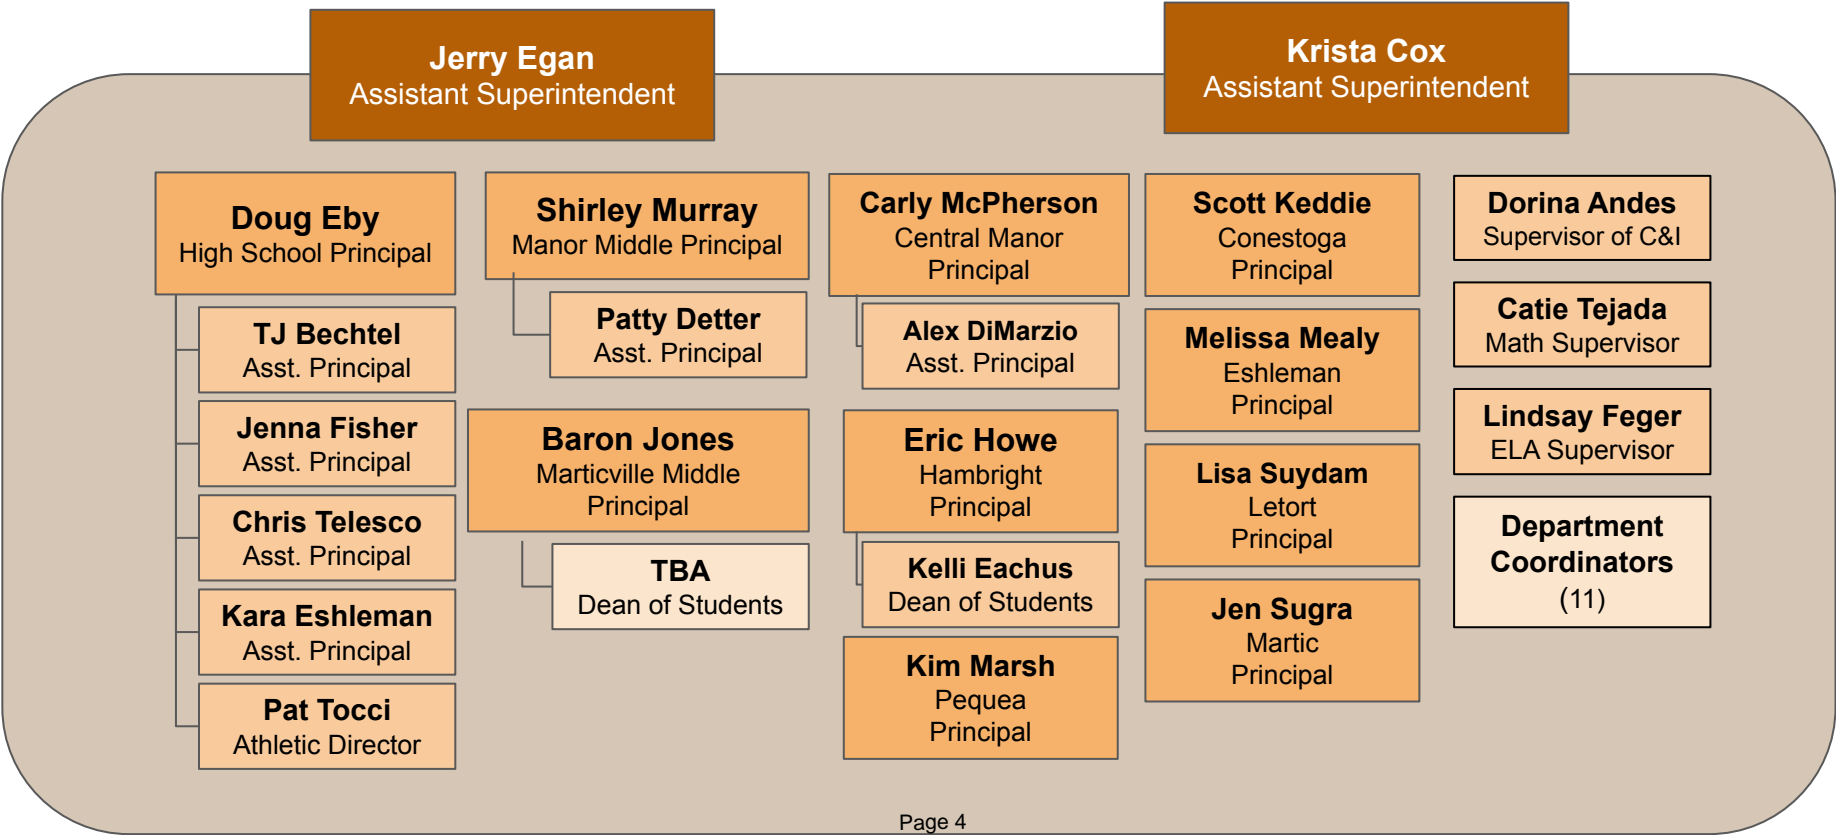 Jerry Egan
Assistant Superintendent
Krista Cox
Assistant Superintendent
Doug Eby
High School Principal
TJ Bechtel
Asst. Principal
Jenna Fisher
Asst. Principal
Chris Telesco
Asst. Principal
Kara Eshleman
Asst. Principal
Pat Tocci
Athletic Director
Shirley Murray
Manor Middle Principal
Patty Detter
Asst. Principal
Baron Jones
Marticville Middle
Principal
TBA
Dean of Students
Carly McPherson
Central Manor
Principal
Alex DiMarzio
Asst. Principal
Eric Howe
Hambright
Principal
Kelli Eachus
Dean of Students
Kim Marsh
Pequea
Principal
Scott Keddie
Conestoga
Principal
Melissa Mealy
Eshleman
Principal
Lisa Suydam
Letort
Principal
Jen Sugra
Martic
Principal
Dorina Andes
Supervisor of C&I
Catie Tejada
Math Supervisor
Lindsay Feger
ELA Supervisor
Department
Coordinators
(11)
Page 4